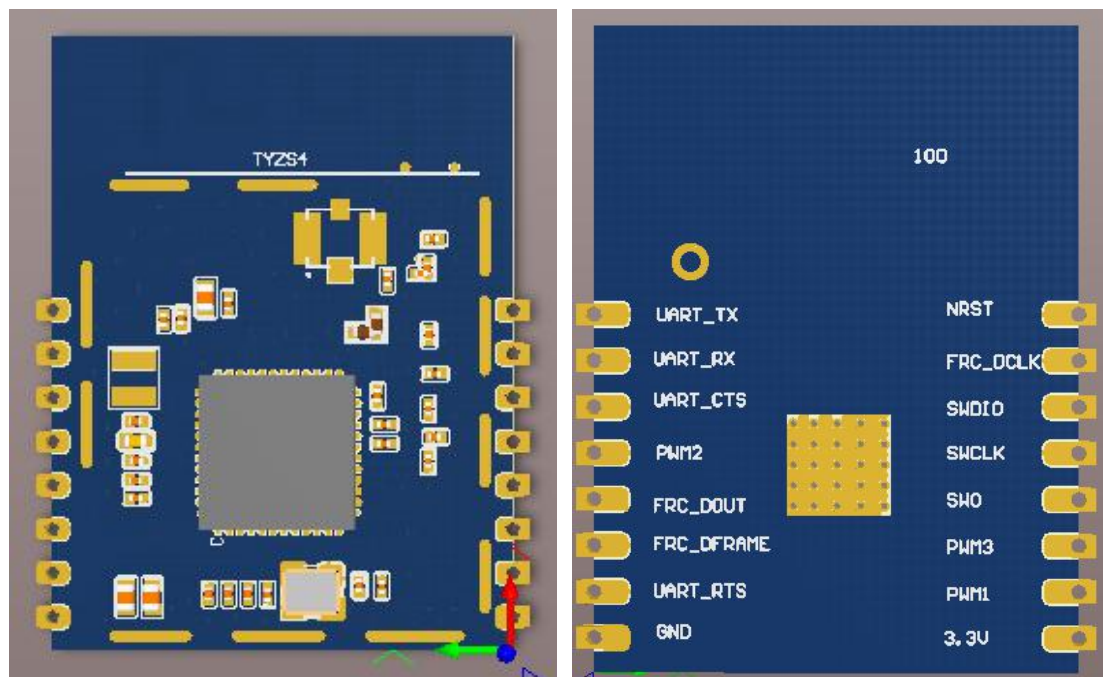 TYZS4
100
UART_TX NRST
UART_RX FRC_DCLK
UART_CTS SWDIO
PWM2 SWCLK
FRC_DOUT SWO
FRC_DFRAME PWM3
UART_RTS PWM1
GND 3.3V